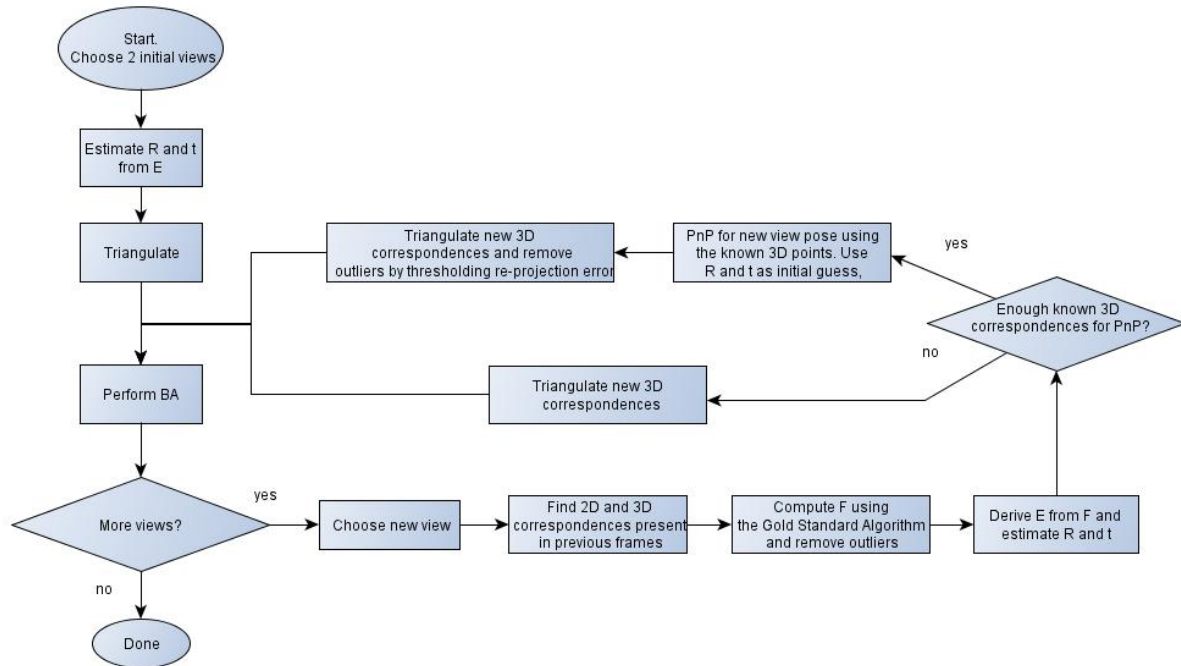 Start.
Choose 2 initial views
Estimate R and t
from E
Triangulate
Triangulate new 3D
correspondences and remove
outliers by thresholding re-projection error
PnP for new view pose using
the known 3D points. Use
R and t as initial guess,
yes
Enough known 3D
correspondences for PnP?
no
Perform BA
Triangulate new 3D
correspondences
More views?
yes
Choose new view
Find 2D and 3D
correspondences present
in previous frames
Compute F using
the Gold Standard Algorithm
and remove outliers
Derive E from F and
estimate R and t
no
Done